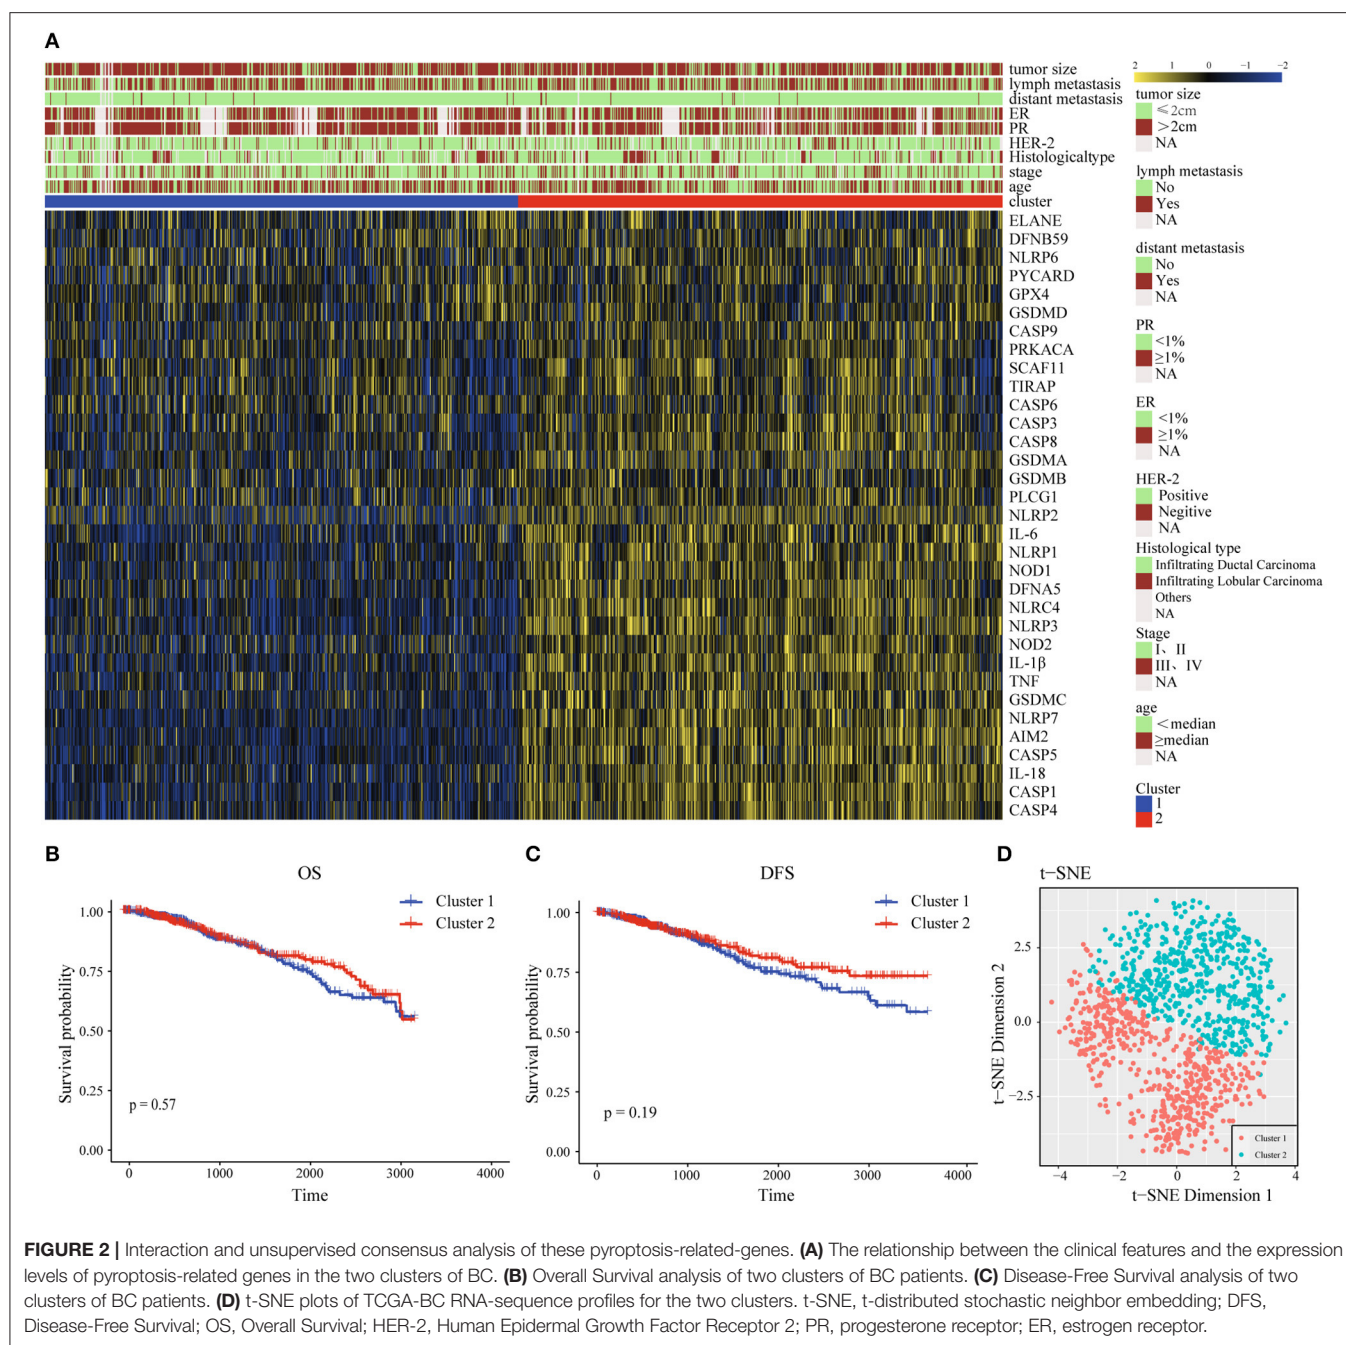 A
tumor size
lymph metastasis
distant metastasis
ER
PR
HER-2
Histologicaltype
stage
age
cluster
ELANE
DFNB59
NLRP6
PYCARD
GPX4
GSDMD
CASP9
PRKACA
SCAF11
TIRAP
CASP6
CASP3
CASP8
GSDMA
GSDMB
PLCG1
NLRP2
IL-6
NLRP1
NOD1
DFNA5
NLRC4
NLRP3
NOD2
IL-1β
TNF
GSDMC
NLRP7
AIM2
CASP5
IL-18
CASP1
CASP4
2 1 0 −1 −2
tumor size
≤2cm
>2cm
NA
lymph metastasis
No
Yes
NA
distant metastasis
No
Yes
NA
PR
<1%
≥1%
NA
ER
<1%
≥1%
NA
HER-2
Positive
Negitive
NA
Histological type
Infiltrating Ductal Carcinoma
Infiltrating Lobular Carcinoma
Others
NA
Stage
I、II
III、IV
NA
age
<median
≥median
NA
Cluster
1
2
B
OS
Cluster 1
Cluster 2
Survival probability
1.00
0.75
0.50
0.25
0.00
p = 0.57
0 1000 2000 3000 4000
Time
C
DFS
Cluster 1
Cluster 2
Survival probability
1.00
0.75
0.50
0.25
0.00
p = 0.19
0 1000 2000 3000 4000
Time
D
t−SNE
t−SNE Dimension 2
2.5
0.0
−2.5
Cluster 1
Cluster 2
−4 −2 0 2 4
t−SNE Dimension 1
FIGURE 2 | Interaction and unsupervised consensus analysis of these pyroptosis-related-genes. (A) The relationship between the clinical features and the expression
levels of pyroptosis-related genes in the two clusters of BC. (B) Overall Survival analysis of two clusters of BC patients. (C) Disease-Free Survival analysis of two
clusters of BC patients. (D) t-SNE plots of TCGA-BC RNA-sequence profiles for the two clusters. t-SNE, t-distributed stochastic neighbor embedding; DFS,
Disease-Free Survival; OS, Overall Survival; HER-2, Human Epidermal Growth Factor Receptor 2; PR, progesterone receptor; ER, estrogen receptor.